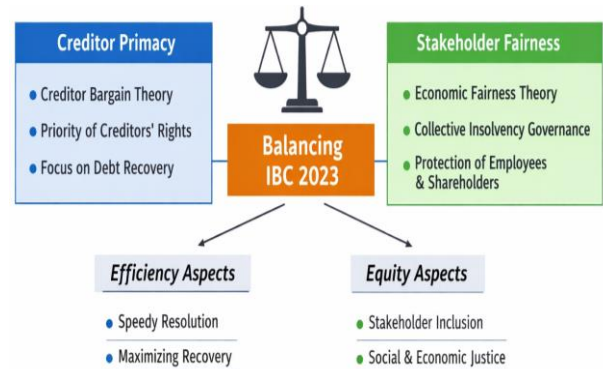 Creditor Primacy
• Creditor Bargain Theory
• Priority of Creditors' Rights
• Focus on Debt Recovery
Stakeholder Fairness
• Economic Fairness Theory
• Collective Insolvency Governance
• Protection of Employees
& Shareholders
Balancing
IBC 2023
Efficiency Aspects
• Speedy Resolution
• Maximizing Recovery
Equity Aspects
• Stakeholder Inclusion
• Social & Economic Justice